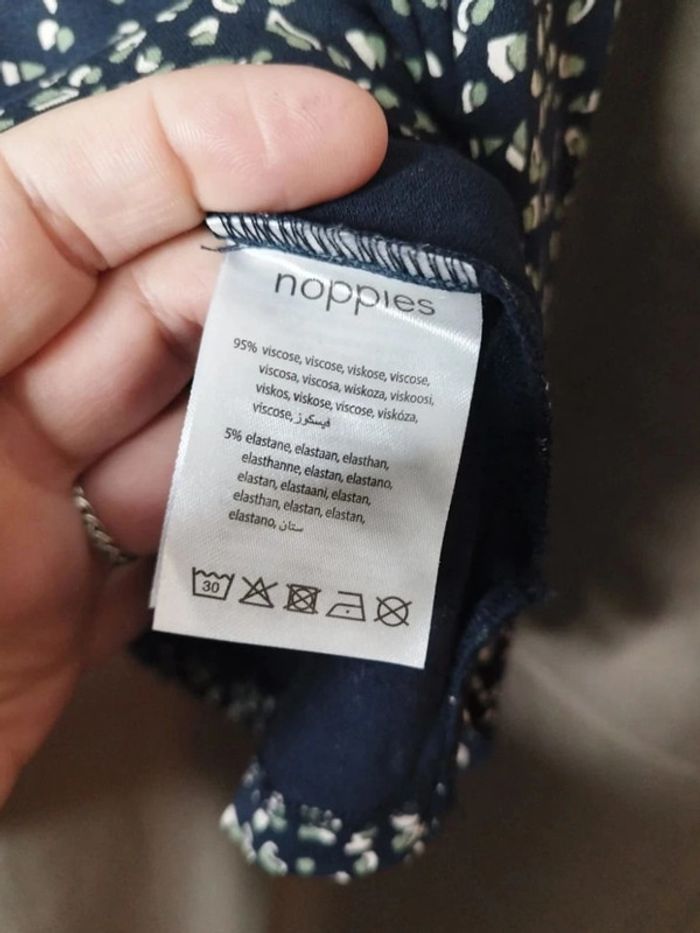 noppies
95% viscose, viscose, viskose, viscose,
viscosa, viscosa, wiskoza, viskoosi,
viskos, viskose, viscose, viskóza,
viscose, فيسكوز
5% elastane, elastaan, elasthan,
elasthanne, elastan, elastano,
elastan, elastaani, elastan,
elasthan, elastan, elastan,
elastano, ستان
30